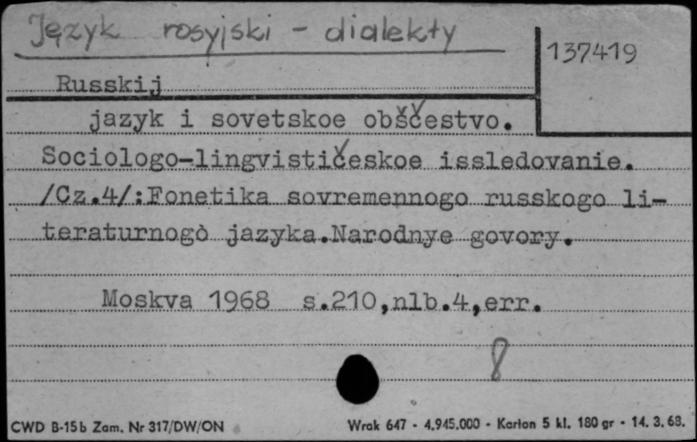 Język rosyjski - dialekty
137419
Russkij
jazyk i sovetskoe obščestvo.
Sociologo-lingvističeskoe issledovanie.
/Cz.4/:Fonetika sovremennogo russkogo li-
teraturnogò jazyka.Narodnye govory.
Moskva 1968 s.210,nlb.4,err.
8
CWD B-15b Zam. Nr 317/DW/ON
Wrak 647 - 4.945.000 - Karton 5 kl. 180 gr - 14.3.68.